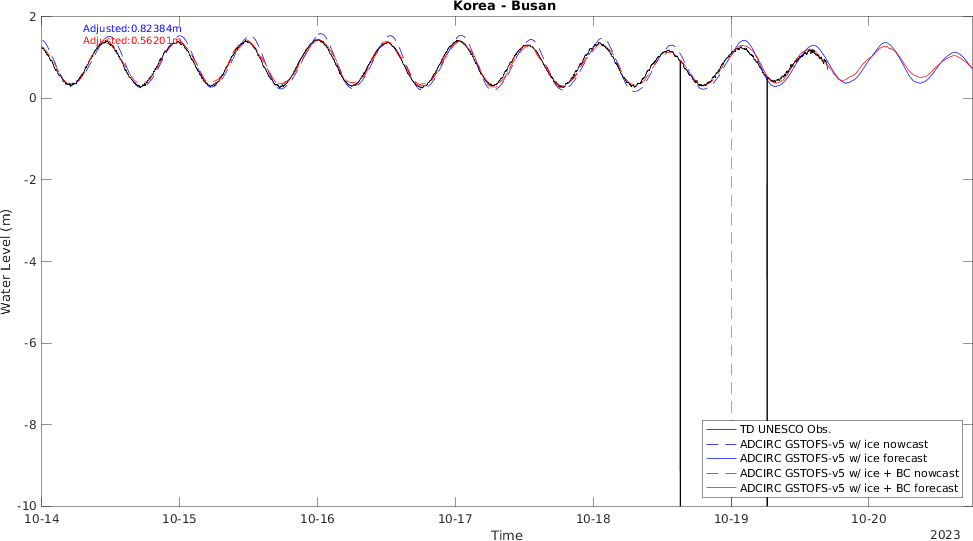 Korea - Busan
Adjusted:0.82384m
Adjusted:0.56201m
Water Level (m)
2
0
-2
-4
-6
-8
-10
TD UNESCO Obs.
ADCIRC GSTOFS-v5 w/ ice nowcast
ADCIRC GSTOFS-v5 w/ ice forecast
ADCIRC GSTOFS-v5 w/ ice + BC nowcast
ADCIRC GSTOFS-v5 w/ ice + BC forecast
10-14 10-15 10-16 10-17 10-18 10-19 10-20
Time
2023